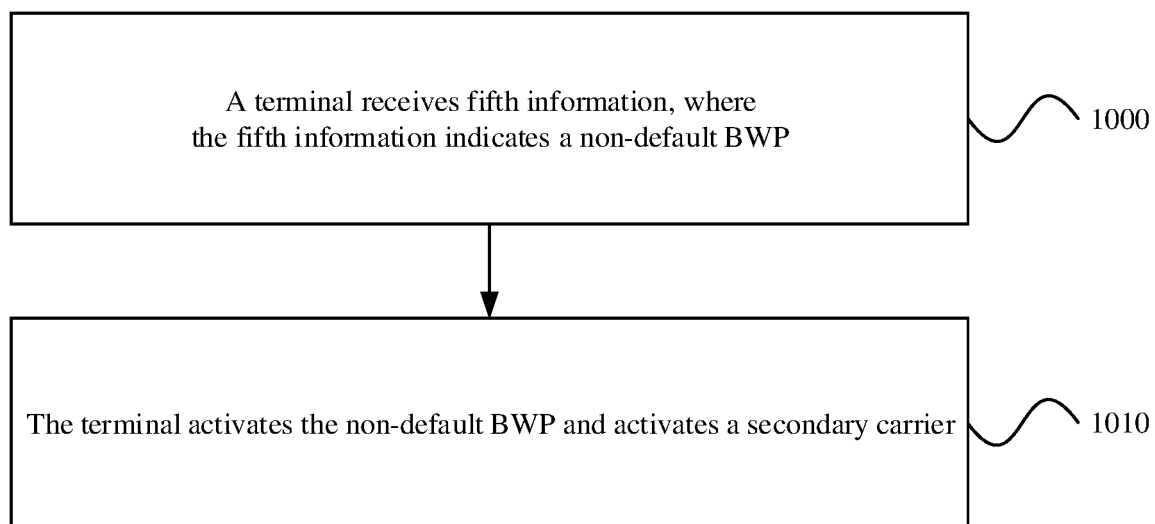 A terminal receives fifth information, where
the fifth information indicates a non-default BWP
1000
The terminal activates the non-default BWP and activates a secondary carrier
1010